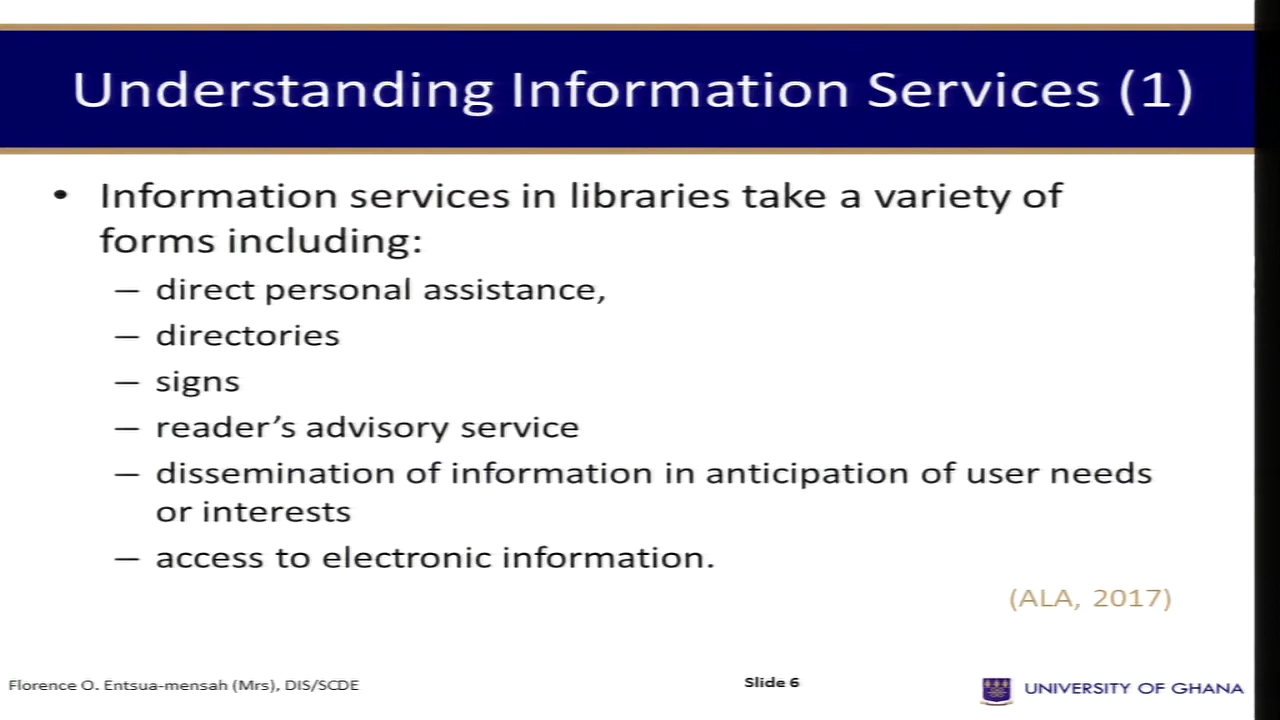 Understanding Information Services (1)
• Information services in libraries take a variety of
forms including:
– direct personal assistance,
– directories
– signs
– reader’s advisory service
– dissemination of information in anticipation of user needs
or interests
– access to electronic information.
(ALA, 2017)
Florence O. Entsua-mensah (Mrs), DIS/SCDE
Slide 6
UNIVERSITY OF GHANA